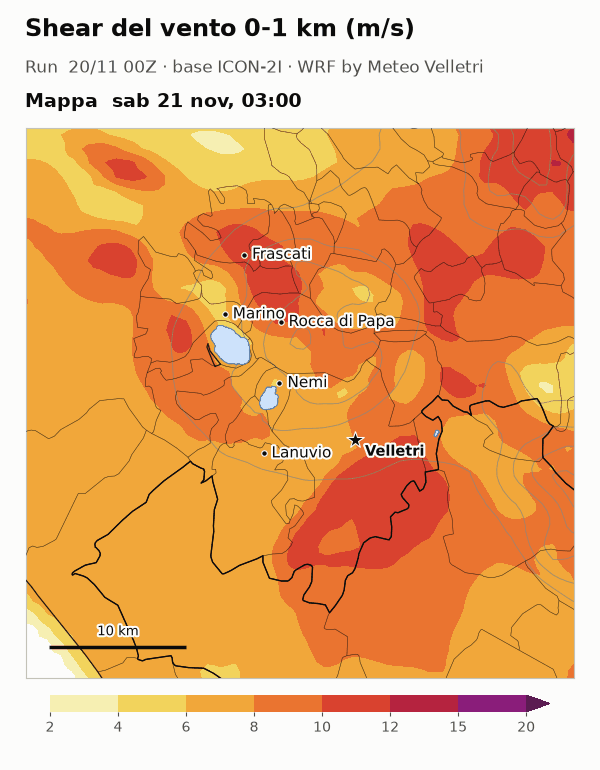 Shear del vento 0-1 km (m/s)
Run  20/11 00Z · base ICON-2I · WRF by Meteo Velletri
Mappa  sab 21 nov, 03:00
Frascati
Marino
Rocca di Papa
Nemi
Velletri
Lanuvio
10 km
2 4 6 8 10 12 15 20